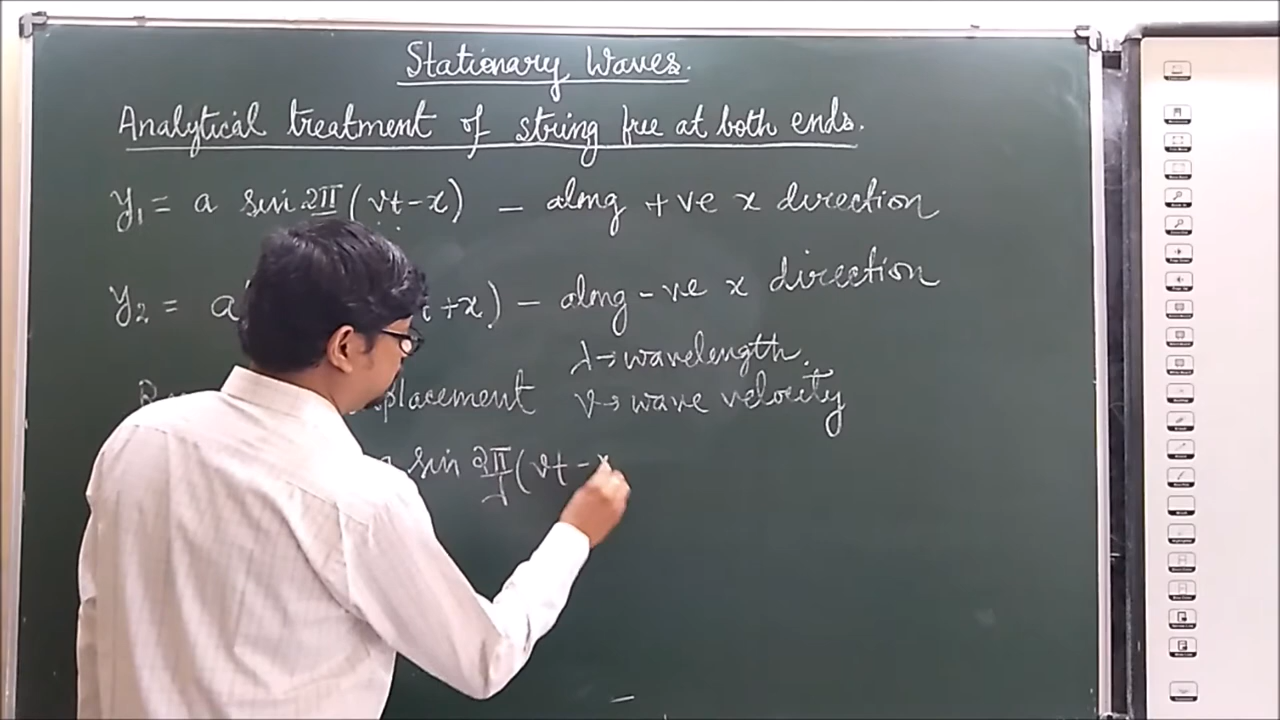 Stationary Waves.
Analytical treatment of string free at both ends.
y₁ = a sin 2π (vt-x) - along +ve x direction
y₂ = a +x) - along -ve x direction
λ→wavelength.
v→ wave velocity
sin 2π/λ (vt -